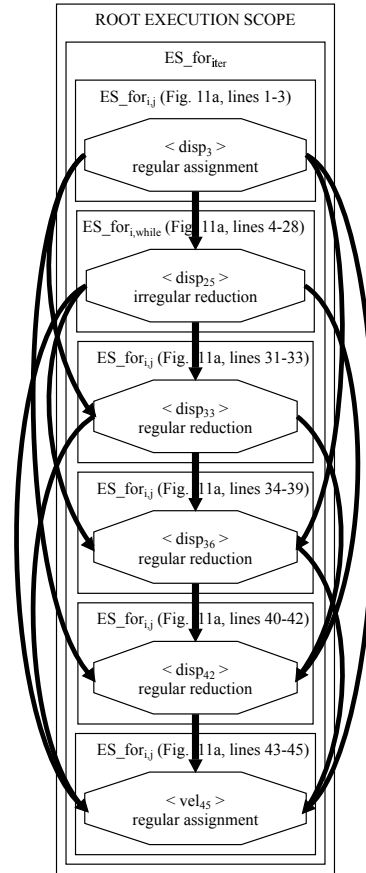 ROOT EXECUTION SCOPE
ES_for_iter
ES_for_i,j (Fig. 11a, lines 1-3)
< disp_3 >
regular assignment
ES_for_i,while (Fig. 11a, lines 4-28)
< disp_25 >
irregular reduction
ES_for_i,j (Fig. 11a, lines 31-33)
< disp_33 >
regular reduction
ES_for_i,j (Fig. 11a, lines 34-39)
< disp_36 >
regular reduction
ES_for_i,j (Fig. 11a, lines 40-42)
< disp_42 >
regular reduction
ES_for_i,j (Fig. 11a, lines 43-45)
< vel_45 >
regular assignment